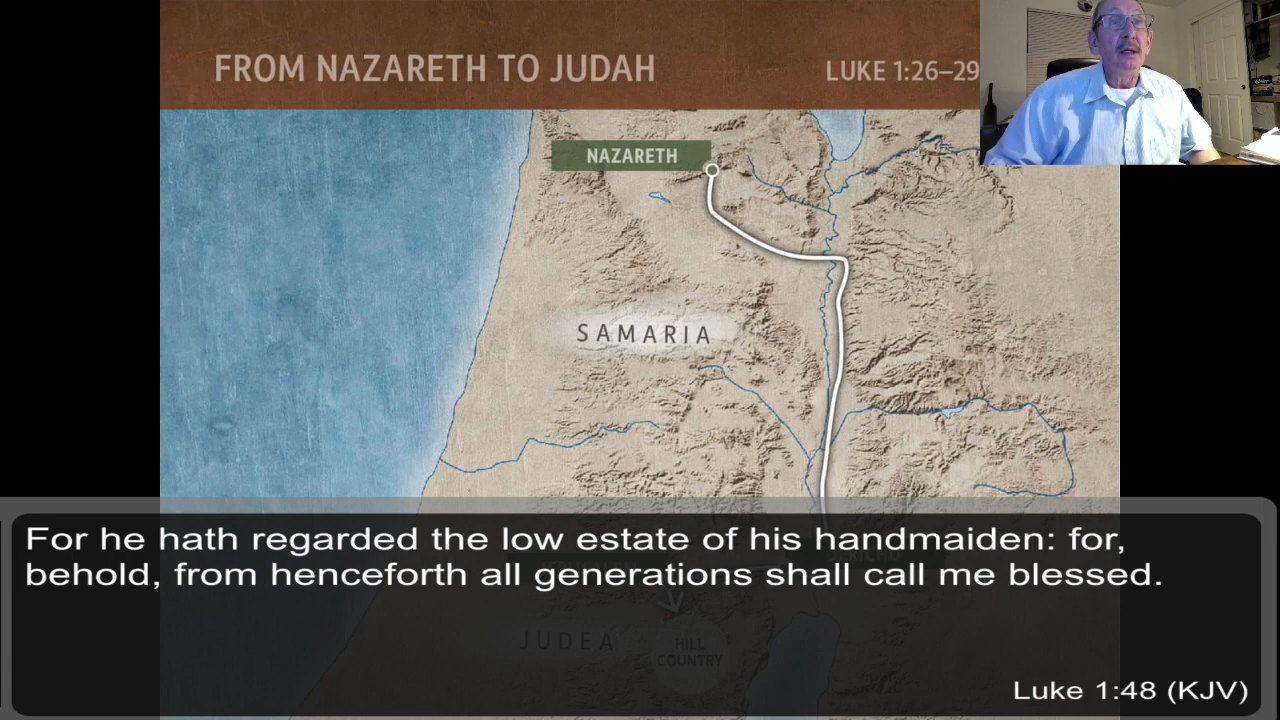 FROM NAZARETH TO JUDAH
LUKE 1:26–29
NAZARETH
SAMARIA
For he hath regarded the low estate of his handmaiden: for,
behold, from henceforth all generations shall call me blessed.
JUDEA
HILL
COUNTRY
Luke 1:48 (KJV)